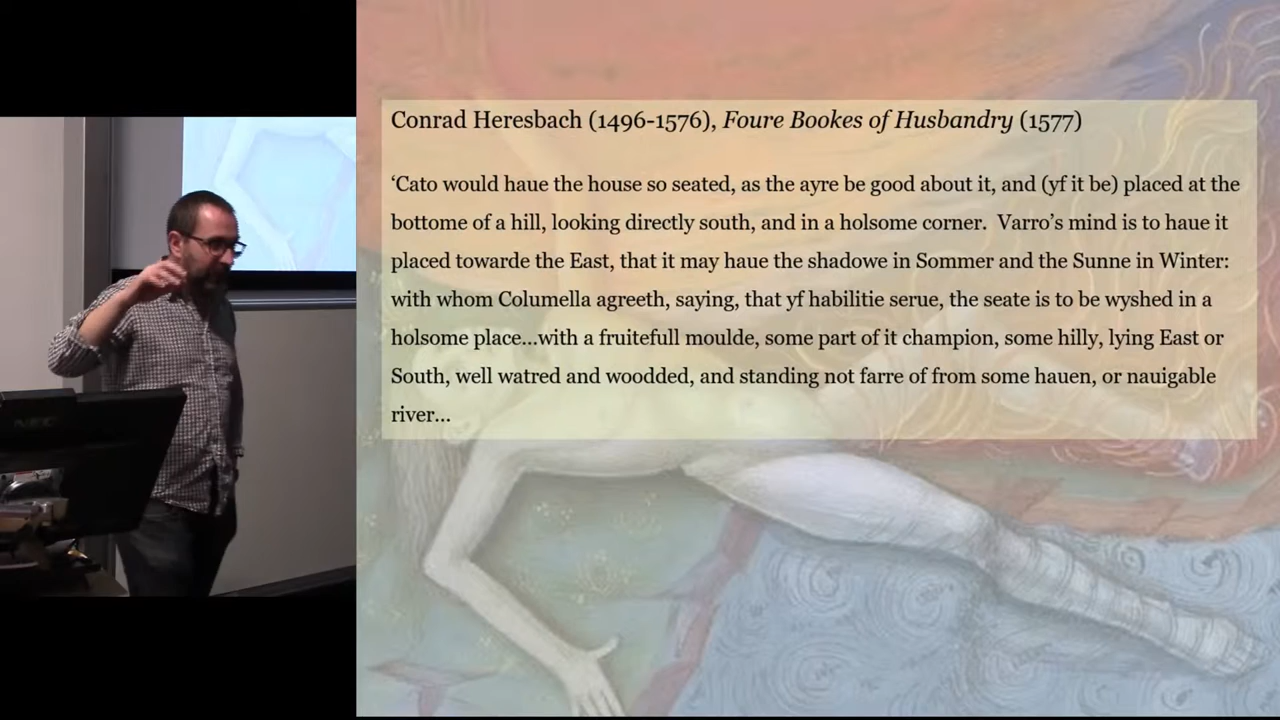 Conrad Heresbach (1496-1576), Foure Bookes of Husbandry (1577)
‘Cato would haue the house so seated, as the ayre be good about it, and (yf it be) placed at the
bottome of a hill, looking directly south, and in a holsome corner.  Varro’s mind is to haue it
placed towarde the East, that it may haue the shadowe in Sommer and the Sunne in Winter:
with whom Columella agreeth, saying, that yf habilitie serue, the seate is to be wyshed in a
holsome place...with a fruitefull moulde, some part of it champion, some hilly, lying East or
South, well watred and woodded, and standing not farre of from some hauen, or nauigable
river...
NEC